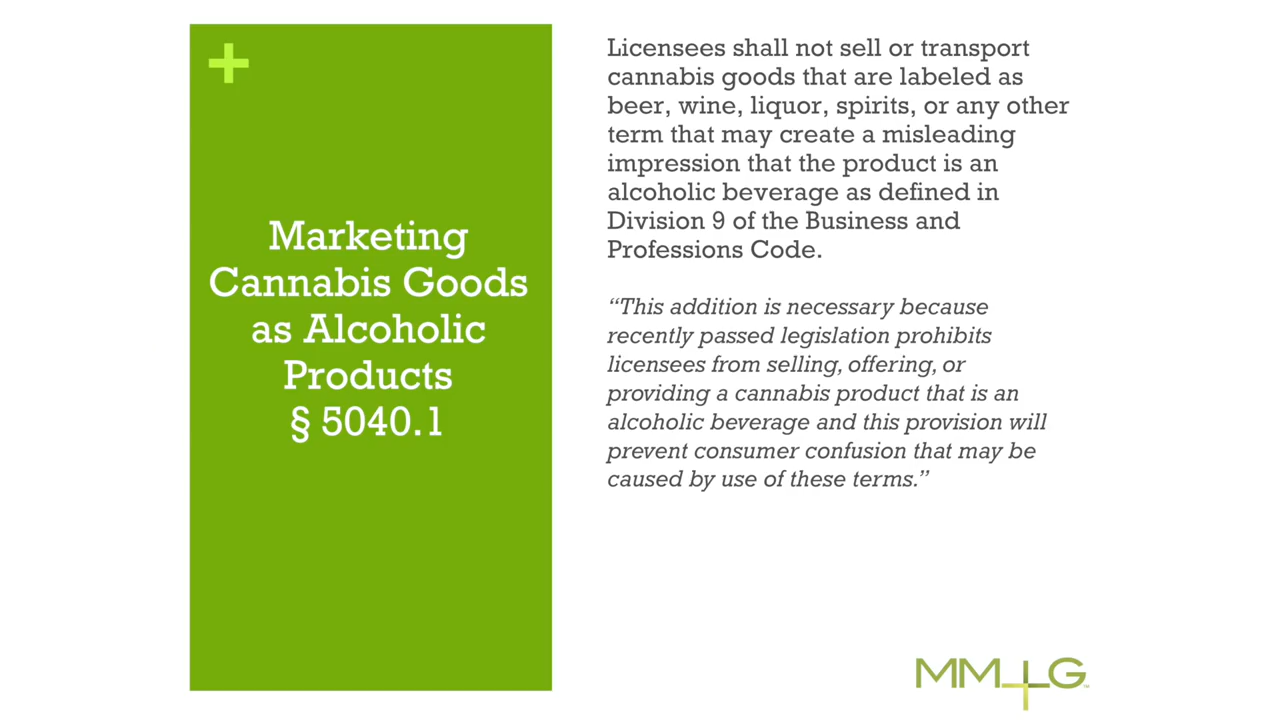 +
Marketing
Cannabis Goods
as Alcoholic
Products
§ 5040.1
Licensees shall not sell or transport
cannabis goods that are labeled as
beer, wine, liquor, spirits, or any other
term that may create a misleading
impression that the product is an
alcoholic beverage as defined in
Division 9 of the Business and
Professions Code.
“This addition is necessary because
recently passed legislation prohibits
licensees from selling, offering, or
providing a cannabis product that is an
alcoholic beverage and this provision will
prevent consumer confusion that may be
caused by use of these terms.”
MMLG™